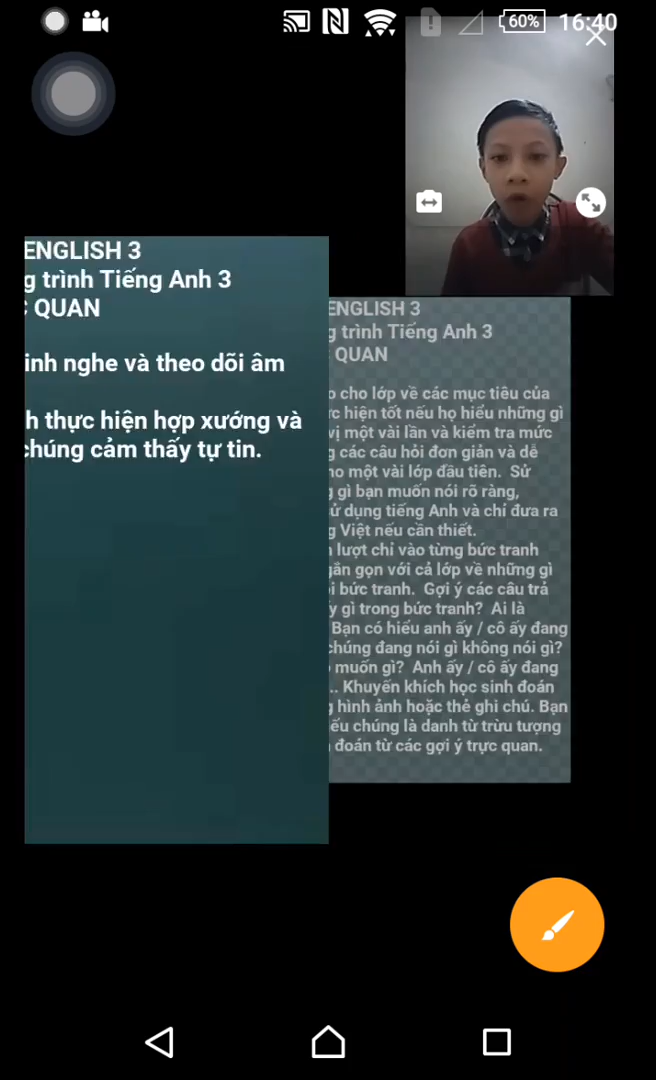 60%
16:40
ENGLISH 3
g trình Tiếng Anh 3
QUAN
inh nghe và theo dõi âm
h thực hiện hợp xướng và
chúng cảm thấy tự tin.
ENGLISH 3
g trình Tiếng Anh 3
QUAN
o cho lớp về các mục tiêu của
c hiện tốt nếu họ hiểu những gì
vị một vài lần và kiểm tra mức
g các câu hỏi đơn giản và dễ
ho một vài lớp đầu tiên. Sử
g gì bạn muốn nói rõ ràng,
ử dụng tiếng Anh và chỉ đưa ra
g Việt nếu cần thiết.
lượt chỉ vào từng bức tranh
gắn gọn với cả lớp về những gì
i bức tranh. Gợi ý các câu trả
y gì trong bức tranh? Ai là
Bạn có hiểu anh ấy / cô ấy đang
chúng đang nói gì không nói gì?
muốn gì? Anh ấy / cô ấy đang
.. Khuyến khích học sinh đoán
g hình ảnh hoặc thẻ ghi chú. Bạn
ếu chúng là danh từ trừu tượng
đoán từ các gợi ý trực quan.